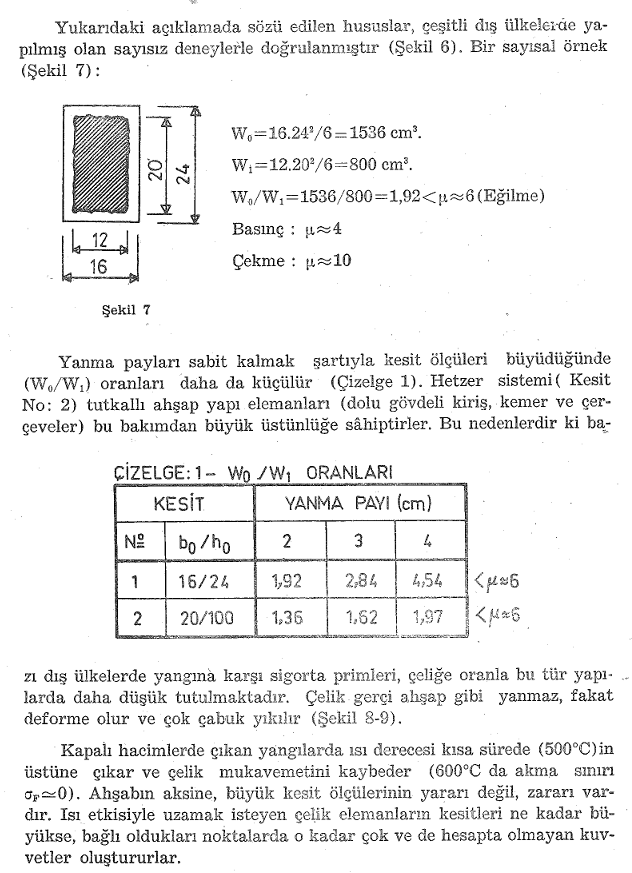 Yukarıdaki açıklamada sözü edilen hususlar, çeşitli dış ülkelerde ya-
pılmış olan sayısız deneylerle doğrulanmıştır (Şekil 6). Bir sayısal örnek
(Şekil 7):
W₀=16.24²/6=1536 cm³.
W₁=12.20²/6=800 cm³.
W₀/W₁=1536/800=1,92<μ≈6(Eğilme)
Basınç : μ≈4
Çekme : μ≈10
20
24
12
16
Şekil 7
Yanma payları sabit kalmak şartıyla kesit ölçüleri büyüdüğünde
(W₀/W₁) oranları daha da küçülür (Çizelge 1). Hetzer sistemi( Kesit
No: 2) tutkallı ahşap yapı elemanları (dolu gövdeli kiriş, kemer ve çer-
çeveler) bu bakımdan büyük üstünlüğe sâhiptirler. Bu nedenlerdir ki ba-
ÇİZELGE:1- W₀/W₁ ORANLARI
KESİT YANMA PAYI (cm)
Nº b₀/h₀ 2 3 4
1 16/24 1,92 2,84 4,54 <μ≈6
2 20/100 1,36 1,62 1,97 <μ≈6
zı dış ülkelerde yangına karşı sigorta primleri, çeliğe oranla bu tür yapı-
larda daha düşük tutulmaktadır. Çelik gerçi ahşap gibi yanmaz, fakat
deforme olur ve çok çabuk yıkılır (Şekil 8-9).
Kapalı hacimlerde çıkan yangılarda ısı derecesi kısa sürede (500°C)in
üstüne çıkar ve çelik mukavemetini kaybeder (600°C da akma sınırı
σF≃0). Ahşabın aksine, büyük kesit ölçülerinin yararı değil, zararı var-
dır. Isı etkisiyle uzamak isteyen çelik elemanların kesitleri ne kadar bü-
yükse, bağlı oldukları noktalarda o kadar çok ve de hesapta olmayan kuv-
vetler oluştururlar.